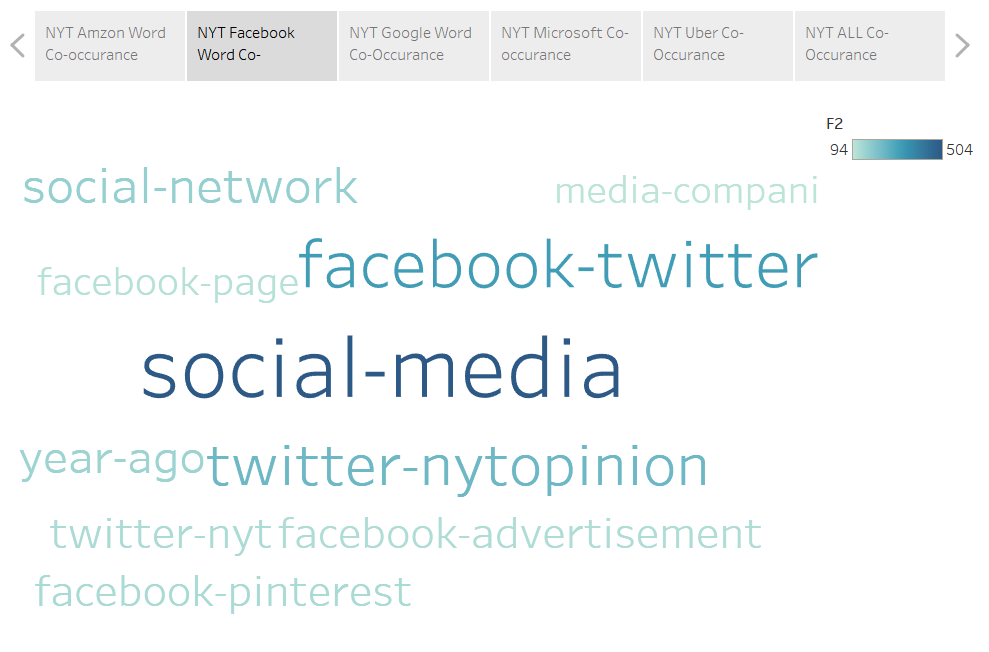 NYT Amzon Word
Co-occurance
NYT Facebook
Word Co-
NYT Google Word
Co-Occurance
NYT Microsoft Co-
occurance
NYT Uber Co-
Occurance
NYT ALL Co-
Occurance
F2
94 504
social-network media-compani
facebook-page facebook-twitter
social-media
year-ago twitter-nytopinion
twitter-nyt facebook-advertisement
facebook-pinterest